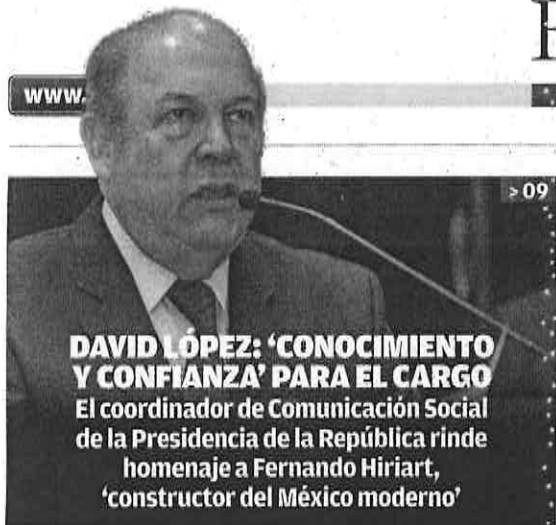 www.
> 09
DAVID LÓPEZ: ‘CONOCIMIENTO
Y CONFIANZA’ PARA EL CARGO
El coordinador de Comunicación Social
de la Presidencia de la República rinde
homenaje a Fernando Hiriart,
‘constructor del México moderno’